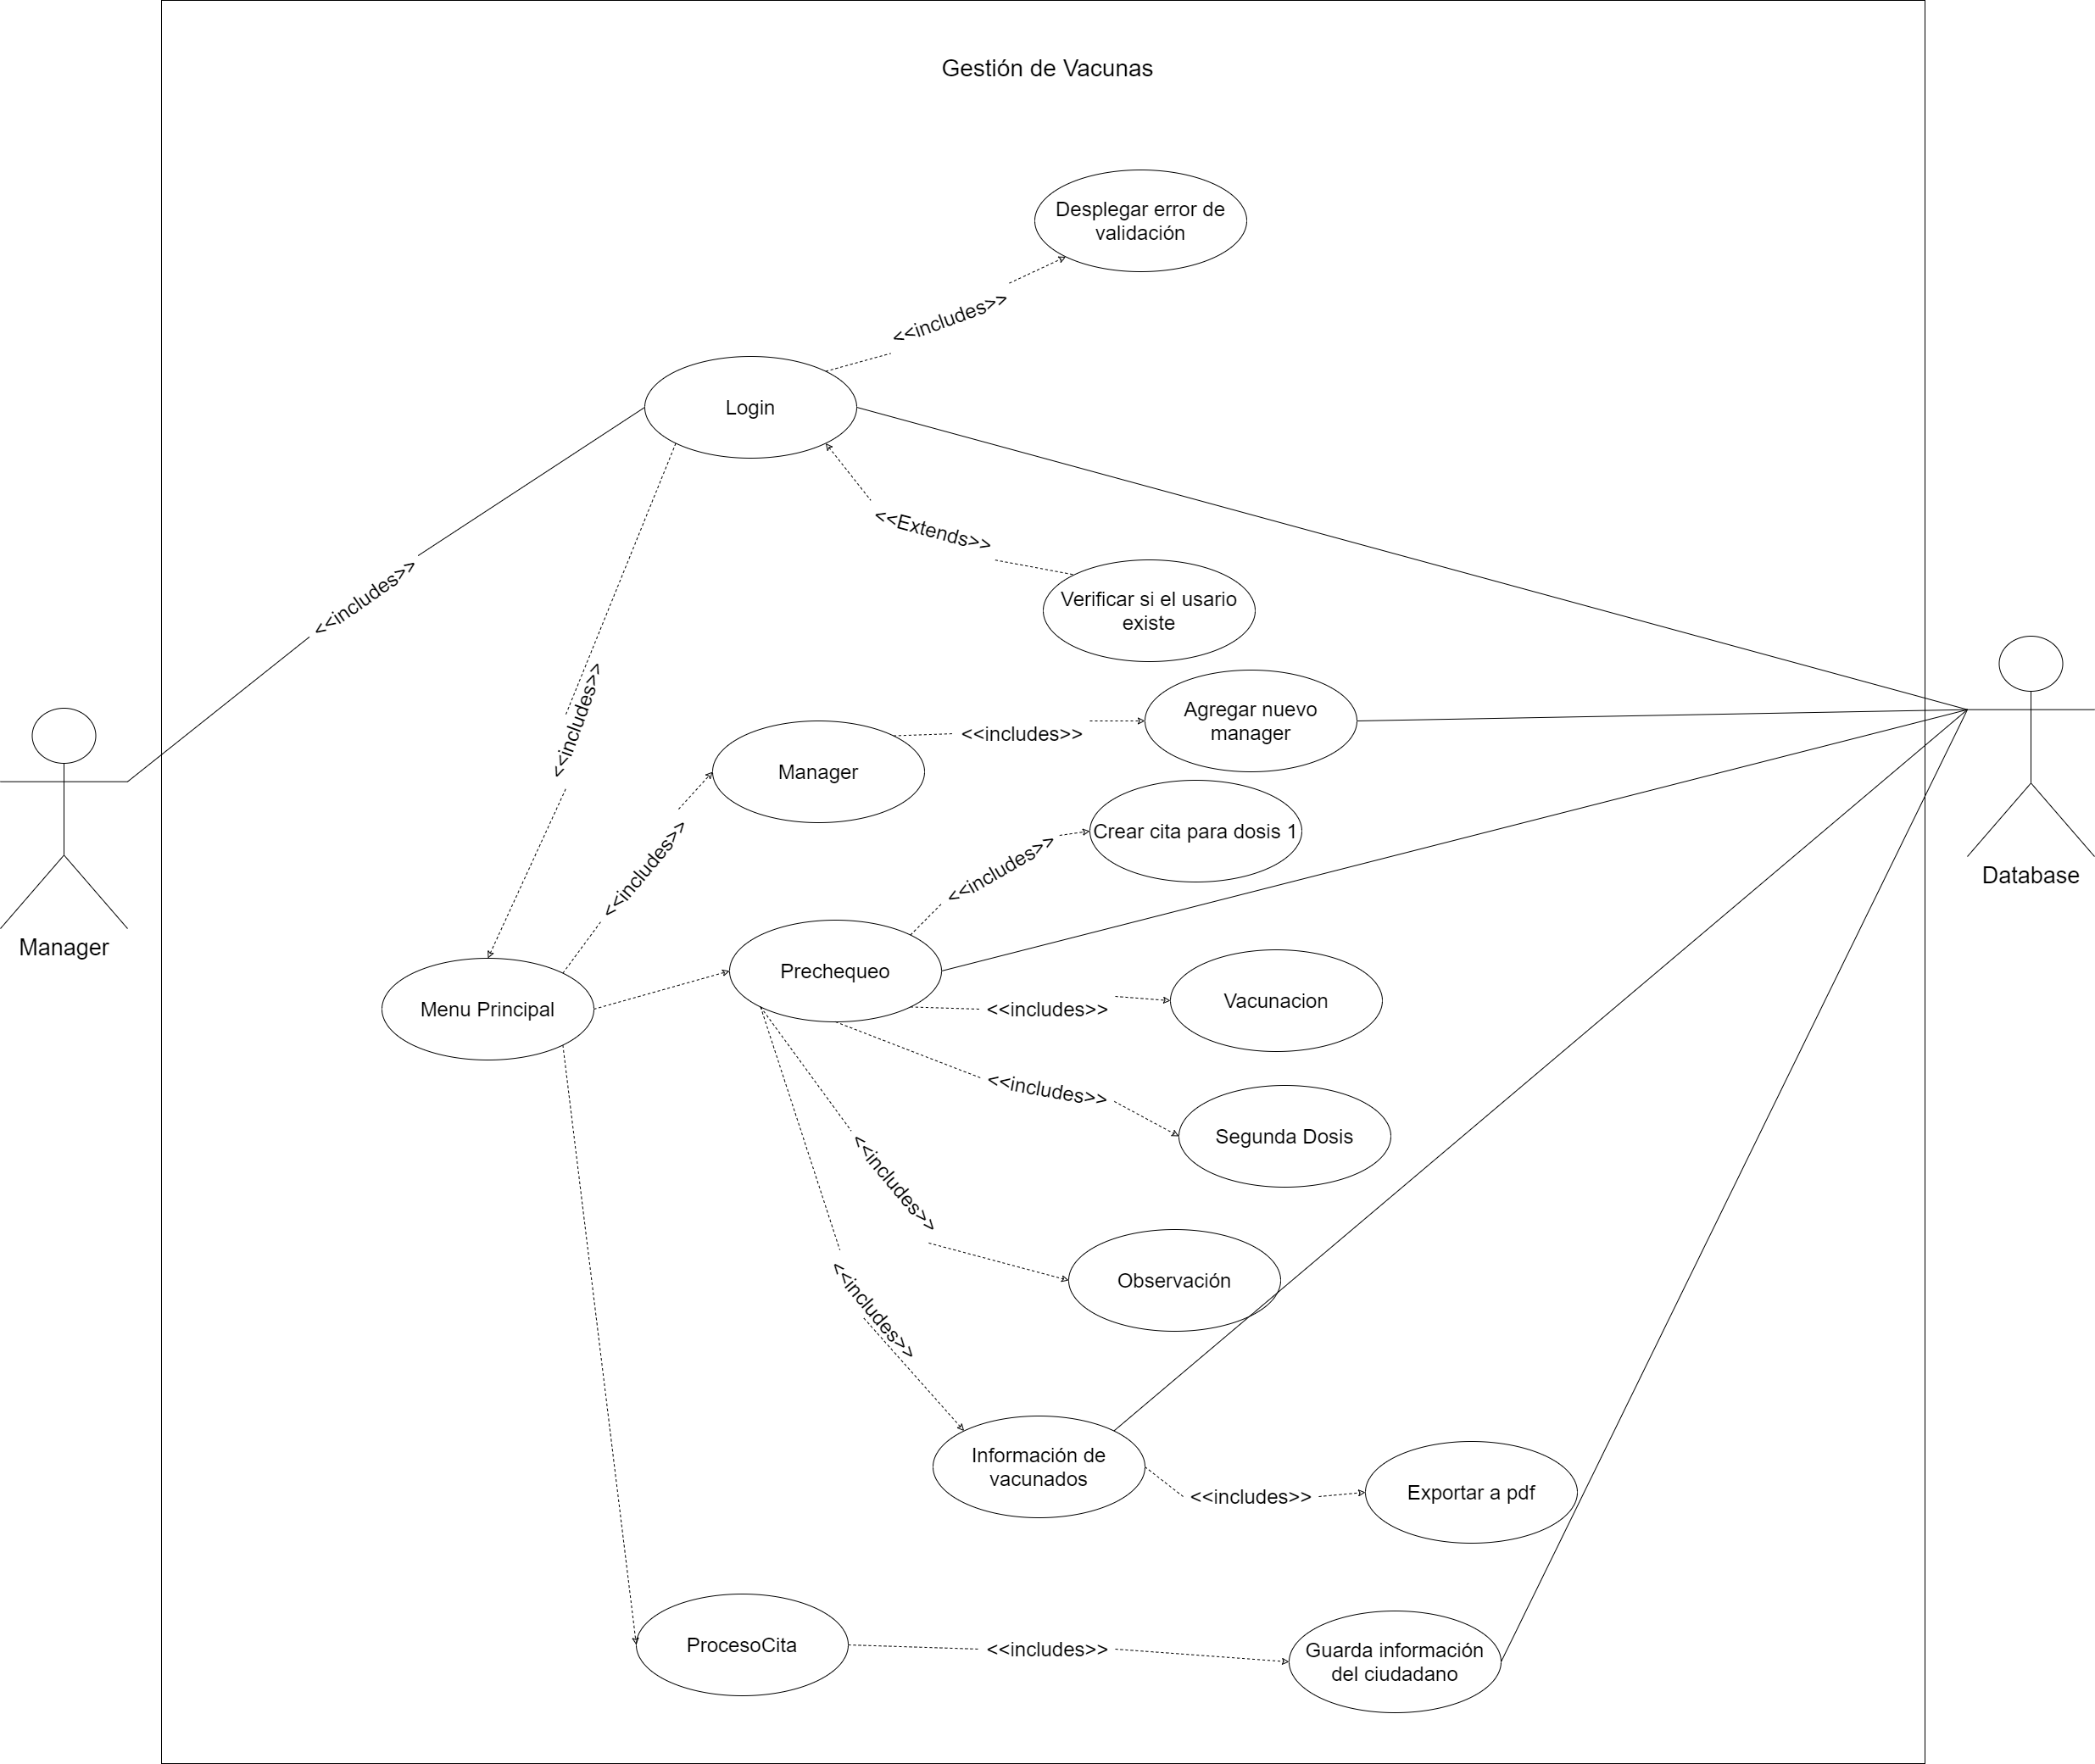 Gestión de Vacunas
Desplegar error de
validación
<<includes>>
Login
<<Extends>>
<<includes>>
Verificar si el usario
existe
<<includes>>
Agregar nuevo
manager
<<includes>>
Manager
<<includes>>
Crear cita para dosis 1
<<includes>>
Database
Manager
Prechequeo
Menu Principal
<<includes>>
Vacunacion
<<includes>>
Segunda Dosis
<<includes>>
Observación
<<includes>>
Información de
vacunados
<<includes>>
Exportar a pdf
ProcesoCita
<<includes>>
Guarda información
del ciudadano